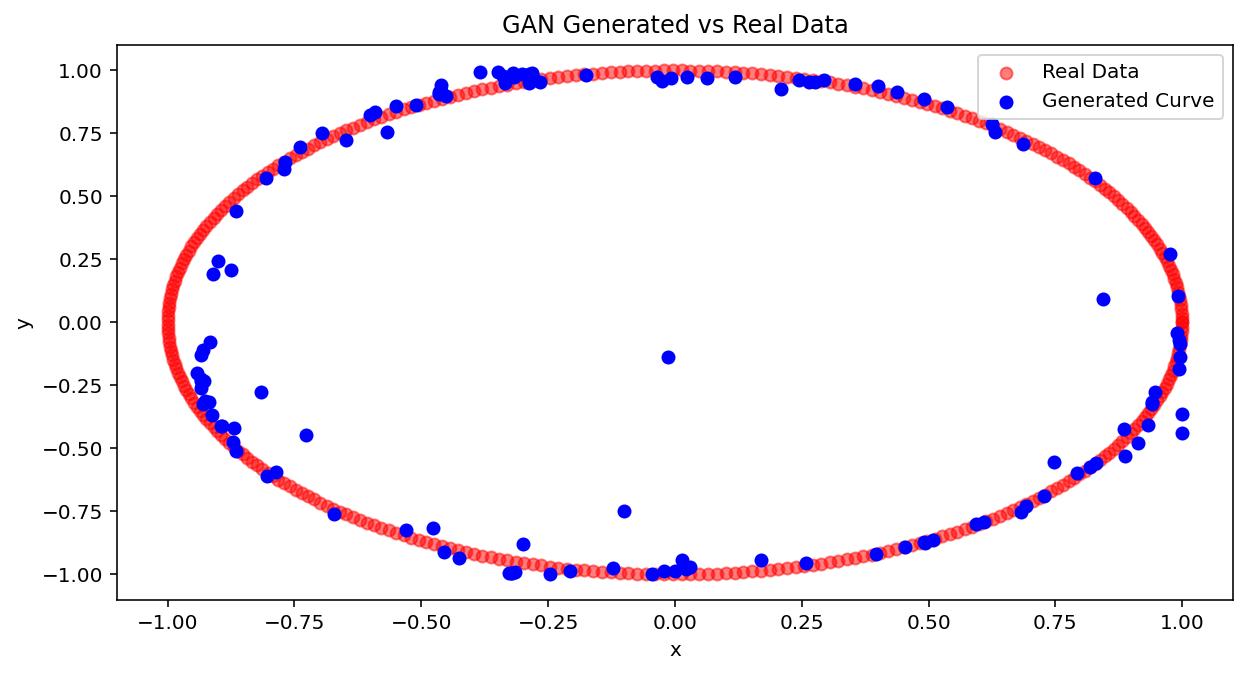 GAN Generated vs Real Data
1.00
0.75
0.50
0.25
0.00
−0.25
−0.50
−0.75
−1.00
y
Real Data
Generated Curve
−1.00 −0.75 −0.50 −0.25 0.00 0.25 0.50 0.75 1.00
x